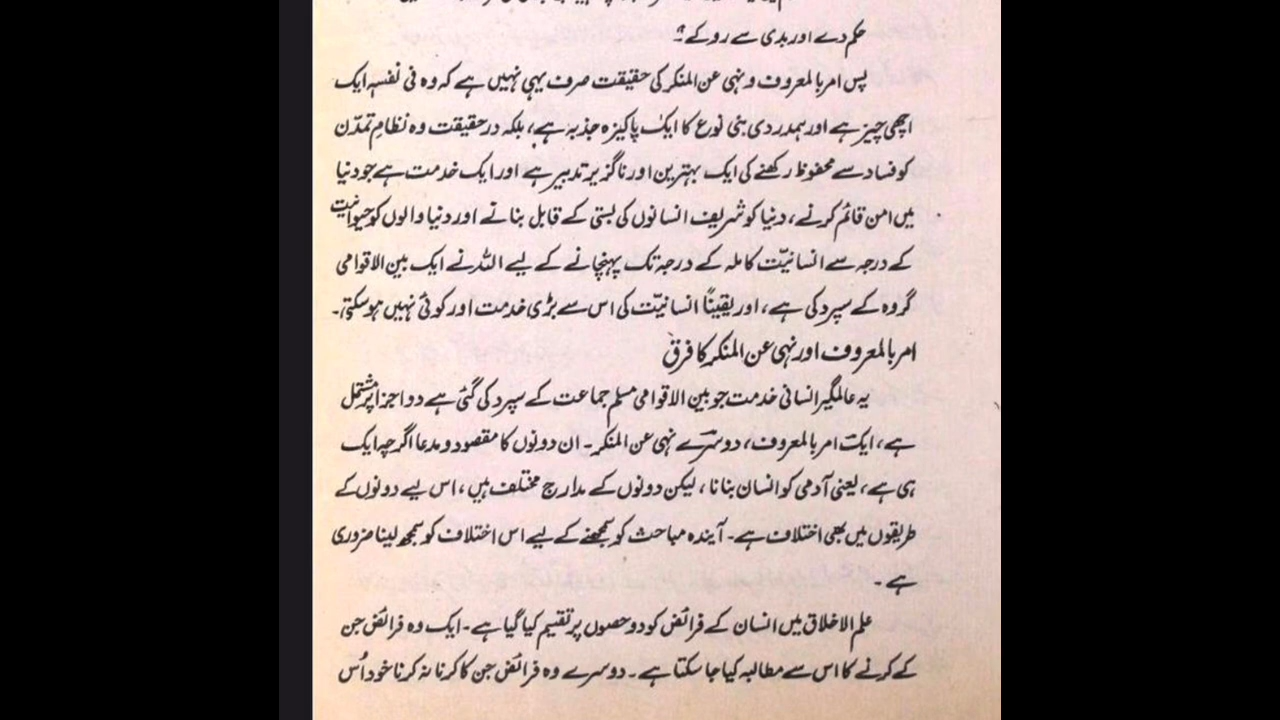 حکم دے اور بدی سے روکے؟
پس امر بالمعروف و نہی عن المنکر کی حقیقت صرف یہی نہیں ہے کہ وہ فی نفسہٖ ایک
اچھی چیز ہے اور ہمدردی بنی نوع کا ایک پاکیزہ جذبہ ہے، بلکہ درحقیقت وہ نظامِ تمدّن
کو فساد سے محفوظ رکھنے کی ایک بہترین اور ناگزیر تدبیر ہے اور ایک خدمت ہے جو دنیا
میں امن قائم کرنے، دنیا کو شریف انسانوں کی بستی کے قابل بنانے اور دنیا والوں کو حیوانیت
کے درجہ سے انسانیّت کاملہ کے درجہ تک پہنچانے کے لیے اللہ نے ایک بین الاقوامی
گروہ کے سپرد کی ہے، اور یقیناً انسانیّت کی اس سے بڑی خدمت اور کوئی نہیں ہوسکتی۔
امر بالمعروف اور نہی عن المنکر کا فرق
یہ عالمگیر انسانی خدمت جو بین الاقوامی مسلم جماعت کے سپرد کی گئی ہے دو اجزا پر مشتمل
ہے، ایک امر بالمعروف، دوسرے نہی عن المنکر۔ ان دونوں کا مقصود و مدعا اگرچہ ایک
ہی ہے، یعنی آدمی کو انسان بنانا، لیکن دونوں کے مدارج مختلف ہیں، اس لیے دونوں کے
طریقوں میں بھی اختلاف ہے۔ آیندہ مباحث کو سمجھنے کے لیے اس اختلاف کو سمجھ لینا ضروری
ہے۔
علم الاخلاق میں انسان کے فرائض کو دو حصوں پر تقسیم کیا گیا ہے۔ ایک وہ فرائض جن
کے کرنے کا اس سے مطالبہ کیا جا سکتا ہے۔ دوسرے وہ فرائض جن کا کرنا نہ کرنا خود اُس